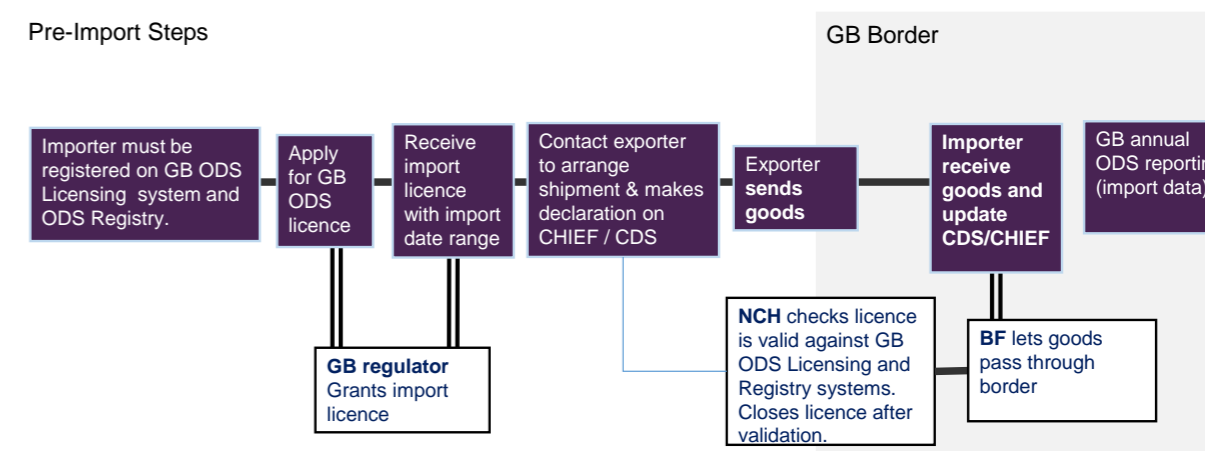 Pre-Import Steps
GB Border
Importer must be
registered on GB ODS
Licensing system and
ODS Registry.
Apply
for GB
ODS
licence
Receive
import
licence
with import
date range
Contact exporter
to arrange
shipment & makes
declaration on
CHIEF / CDS
Exporter
sends
goods
Importer
receive
goods and
update
CDS/CHIEF
GB annual
ODS reportin
(import data)
GB regulator
Grants import
licence
NCH checks licence
is valid against GB
ODS Licensing and
Registry systems.
Closes licence after
validation.
BF lets goods
pass through
border